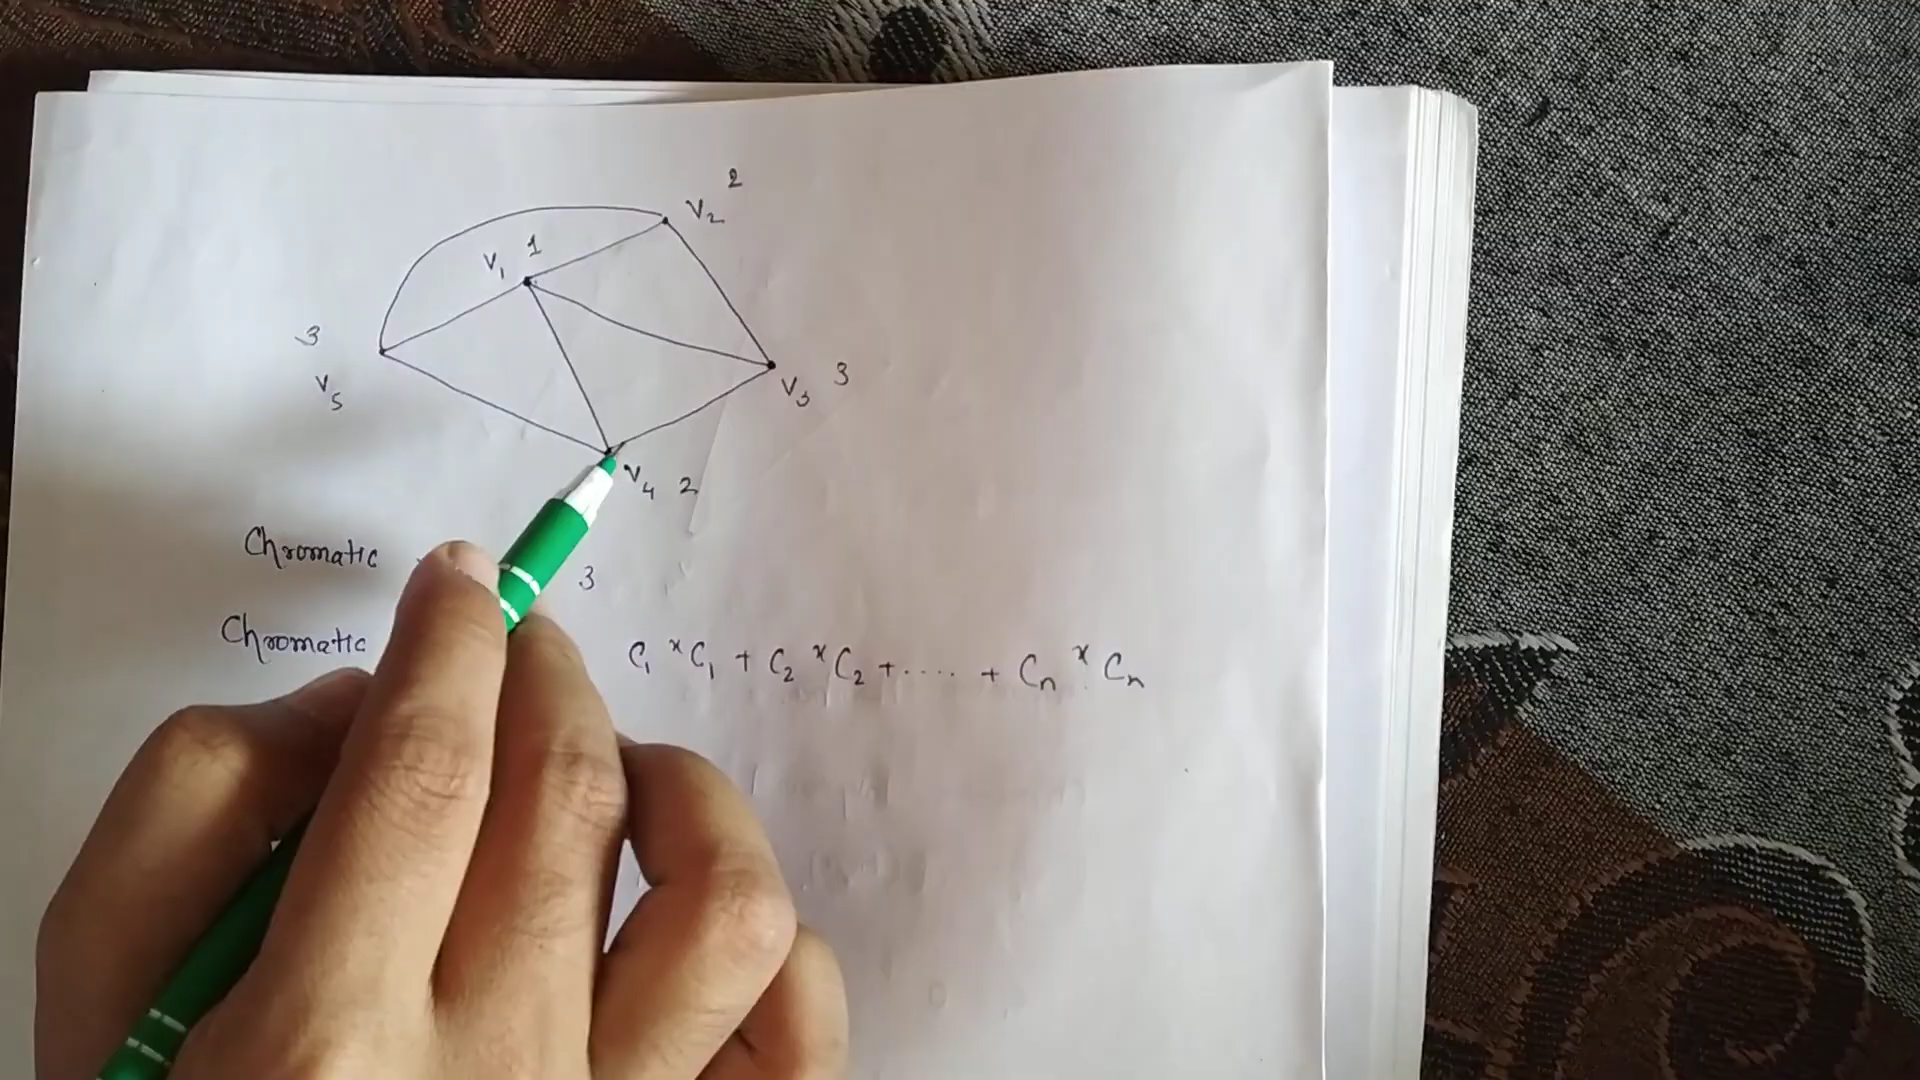 2
V2
V1 1
3
V5
V3 3
V4 2
Chromatic 3
Chromatic C1 x C1 + C2 x C2 + .... + Cn x Cn